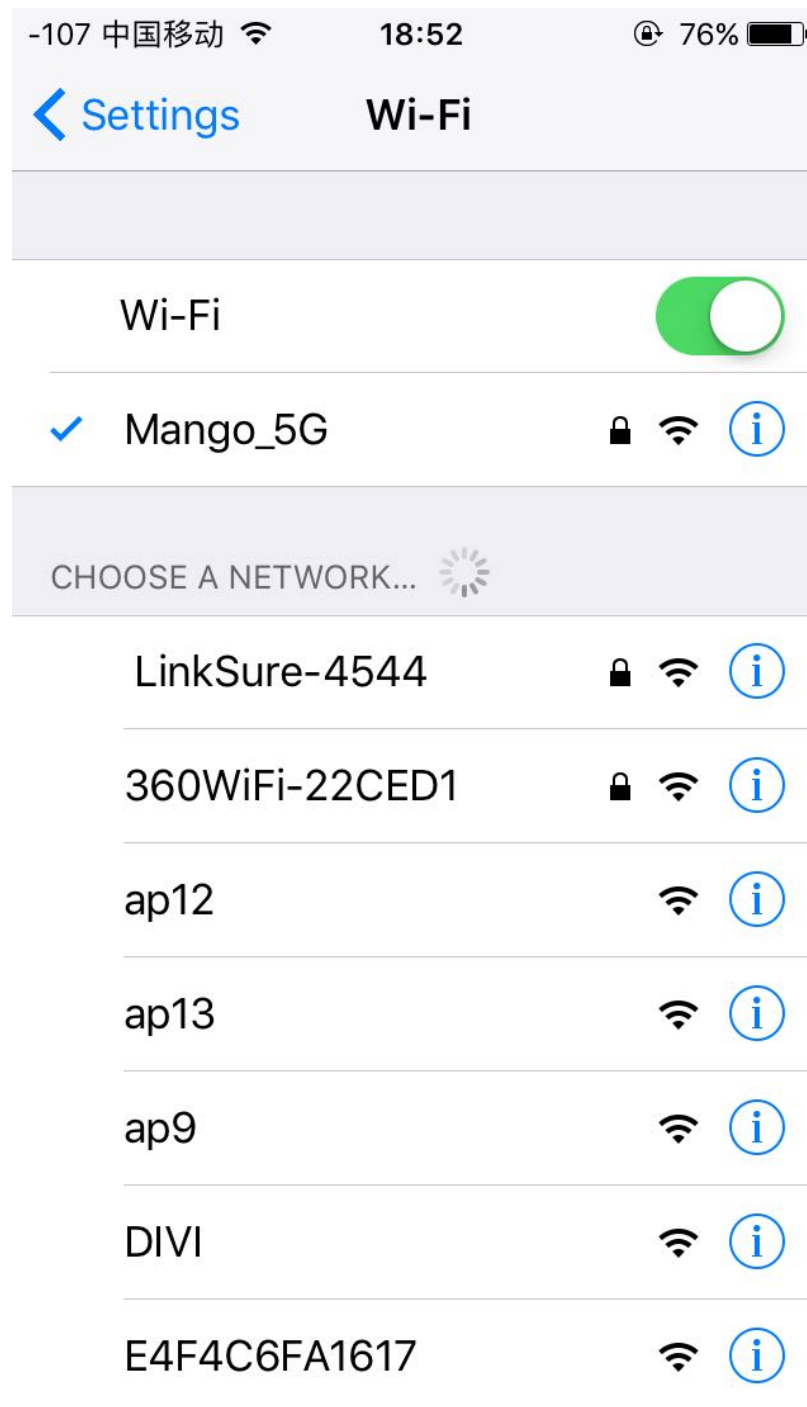 -107 中国移动 18:52 76%
Settings Wi-Fi
Wi-Fi
Mango_5G
CHOOSE A NETWORK...
LinkSure-4544
360WiFi-22CED1
ap12
ap13
ap9
DIVI
E4F4C6FA1617